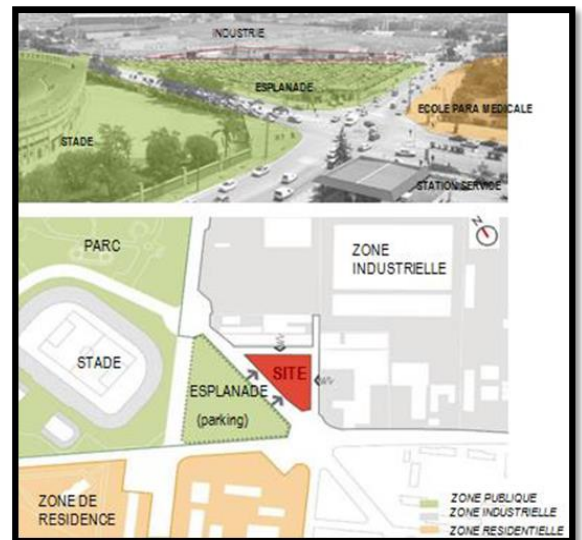 INDUSTRIE
ESPLANADE
ECOLE PARA MEDICALE
STADE
STATION SERVICE
N
PARC
ZONE
INDUSTRIELLE
STADE
SITE
ESPLANADE
(parking)
ZONE DE
RESIDENCE
ZONE PUBLIQUE
ZONE INDUSTRIELLE
ZONE RESIDENTIELLE